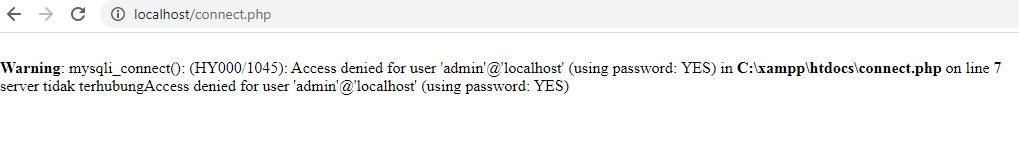 localhost/connect.php
Warning: mysqli_connect(): (HY000/1045): Access denied for user 'admin'@'localhost' (using password: YES) in C:\xampp\htdocs\connect.php on line 7
server tidak terhubungAccess denied for user 'admin'@'localhost' (using password: YES)